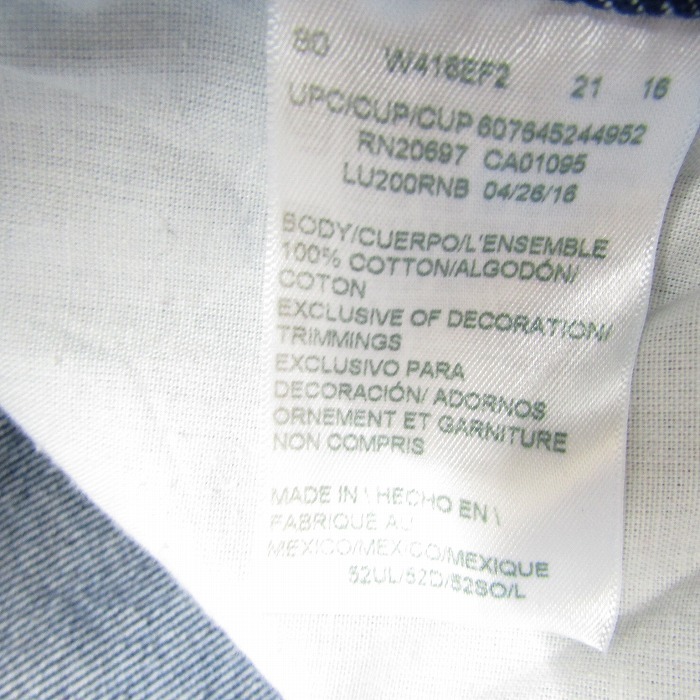 80 W416EF2 21 16
UPC/CUP/CUP 607645244952
RN20697 CA01095
LU200RNB 04/26/16
BODY/CUERPO/L'ENSEMBLE
100% COTTON/ALGODÓN/
COTON
EXCLUSIVE OF DECORATION/
TRIMMINGS
EXCLUSIVO PARA
DECORACIÓN/ ADORNOS
ORNEMENT ET GARNITURE
NON COMPRIS
MADE IN \ HECHO EN \
FABRIQUE AU
MEXICO/MEXICO/MEXIQUE
52UL/52D/52SO/L